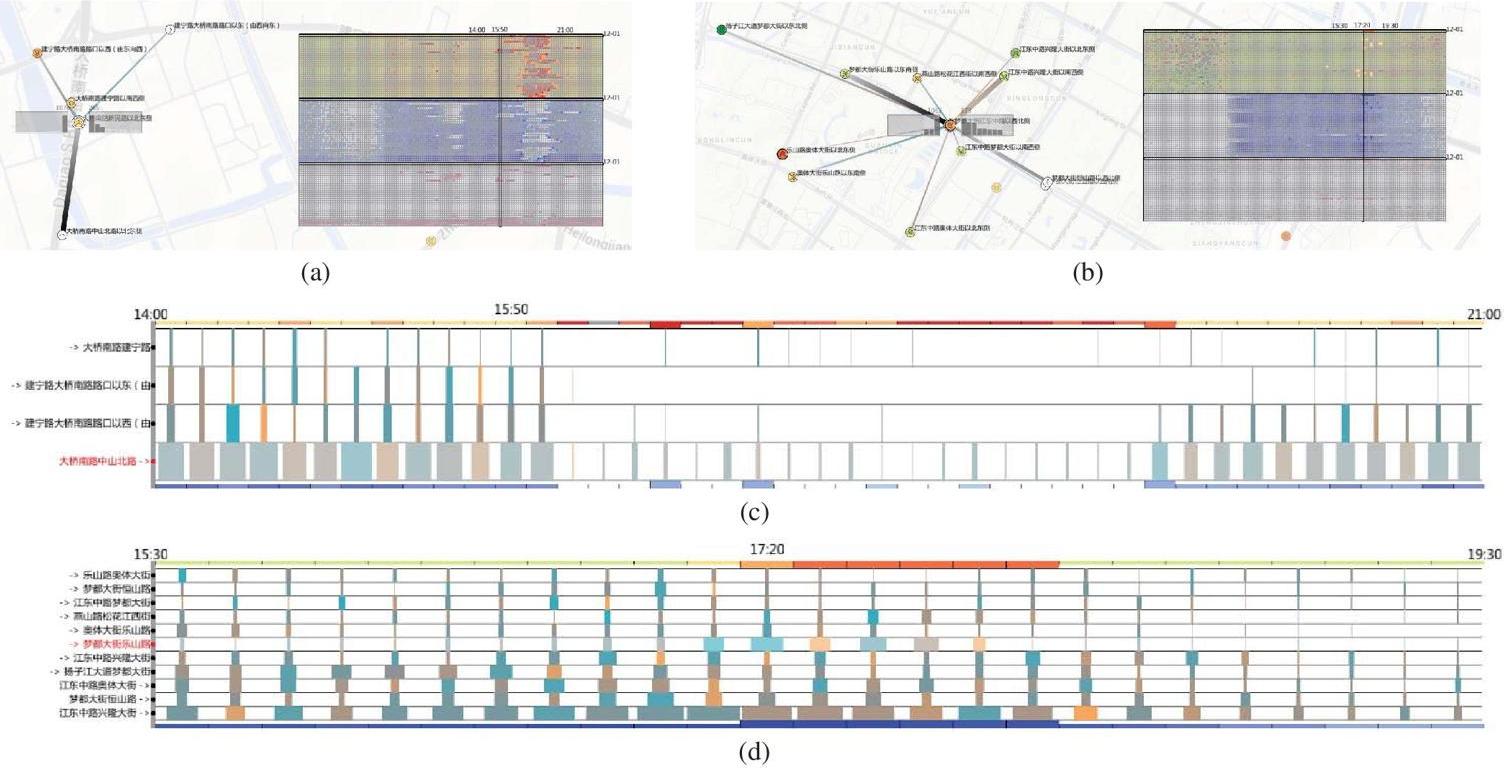 建宁路大桥南路路口以东（由西向东）
建宁路大桥南路路口以西（由东向西）
大桥南路建宁路以南西侧
14:00 15:50 21:00
12-01
12-01
12-01
(a)
扬子江大道梦都大街以东北侧
江东中路兴隆大街以北西侧
梦都大街乐山路以东南侧
燕山路松花江西街以南西侧
江东中路兴隆大街以南西侧
江东中路梦都大街以南西侧
乐山路奥体大街以北东侧
奥体大街乐山路以东南侧
江东中路奥体大街以北东侧
15:30 17:20 19:30
12-01
12-01
12-01
(b)
14:00 15:50 21:00
-> 大桥南路建宁路
-> 建宁路大桥南路路口以东（由
-> 建宁路大桥南路路口以西（由
大桥南路中山北路 ->
(c)
15:30 17:20 19:30
-> 乐山路奥体大街
-> 梦都大街恒山路
-> 江东中路梦都大街
-> 燕山路松花江西街
-> 奥体大街乐山路
-> 梦都大街乐山路
-> 江东中路兴隆大街
-> 扬子江大道梦都大街
江东中路奥体大街 ->
梦都大街恒山路 ->
江东中路兴隆大街 ->
(d)